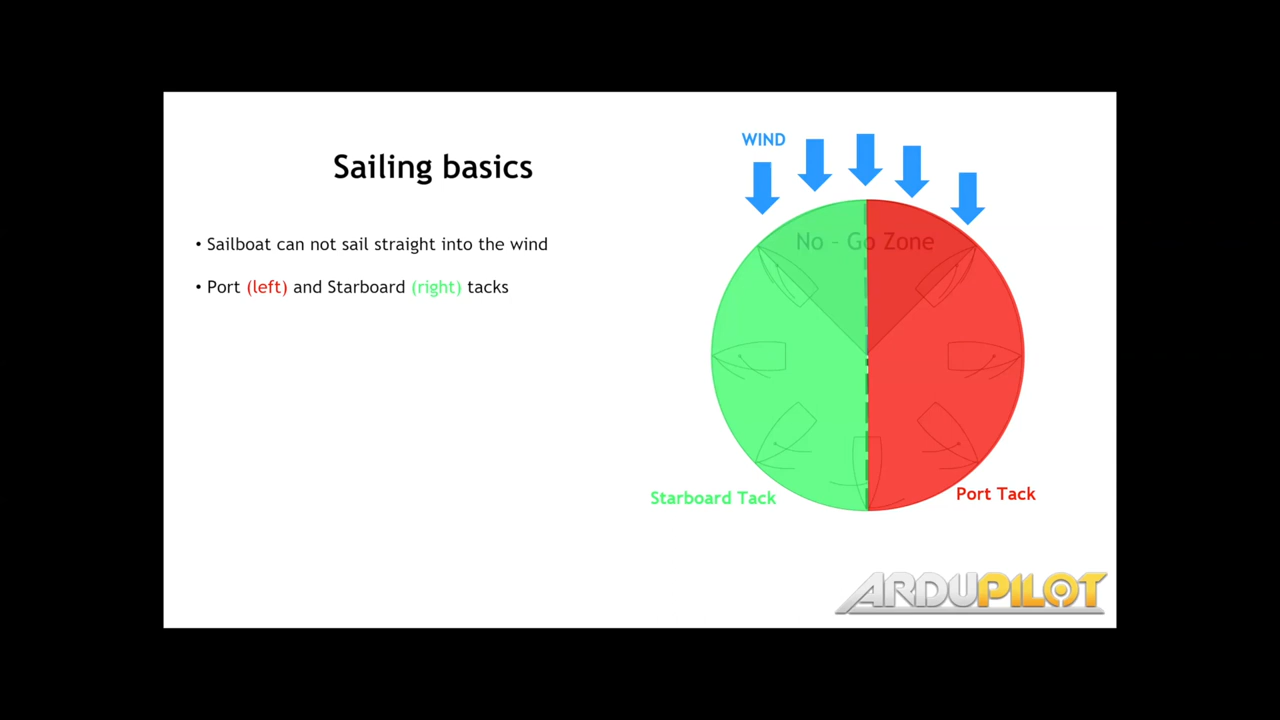 Sailing basics
• Sailboat can not sail straight into the wind
• Port (left) and Starboard (right) tacks
WIND
No - Go Zone
Starboard Tack
Port Tack
ARDUPILOT